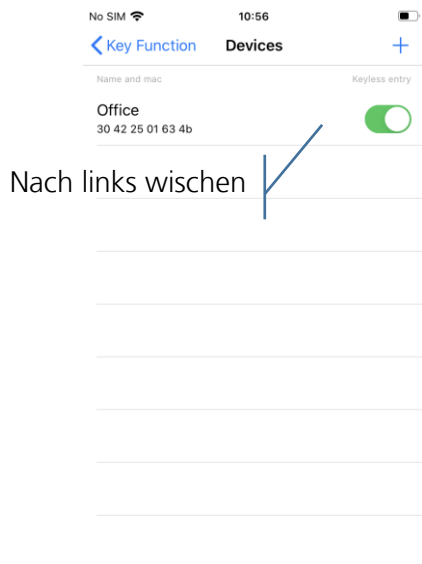 No SIM 10:56
Key Function Devices +
Name and mac Keyless entry
Office
30 42 25 01 63 4b
Nach links wischen